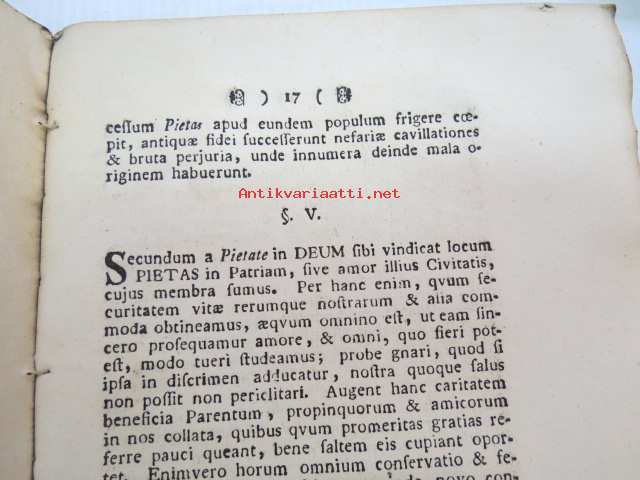 ) 17 (
cessum Pietas apud eundem populum frigere cœ-
pit, antiquæ fidei successerunt nefariæ cavillationes
& bruta perjuria, unde innumera deinde mala o-
riginem habuerunt.
Antikvariaatti.net
§. V.
Secundum a Pietate in DEUM sibi vindicat locum
PIETAS in Patriam, sive amor illius Civitatis,
cujus membra sumus. Per hanc enim, qvum se-
curitatem vitæ rerumque nostrarum & alia com-
moda obtineamus, æqvum omnino est, ut eam sin-
cero prosequamur amore, & omni, quo fieri pot-
est, modo tueri studeamus; probe gnari, quod si
ipsa in discrimen adducatur, nostra quoque salus
non possit non periclitari. Augent hanc caritatem
beneficia Parentum, propinquorum & amicorum
in nos collata, quibus qvum promeritas gratias re-
ferre pauci queant, bene saltem eis cupiant opor-
tet. Enimvero horum omnium conservatio & fe-
novo con-